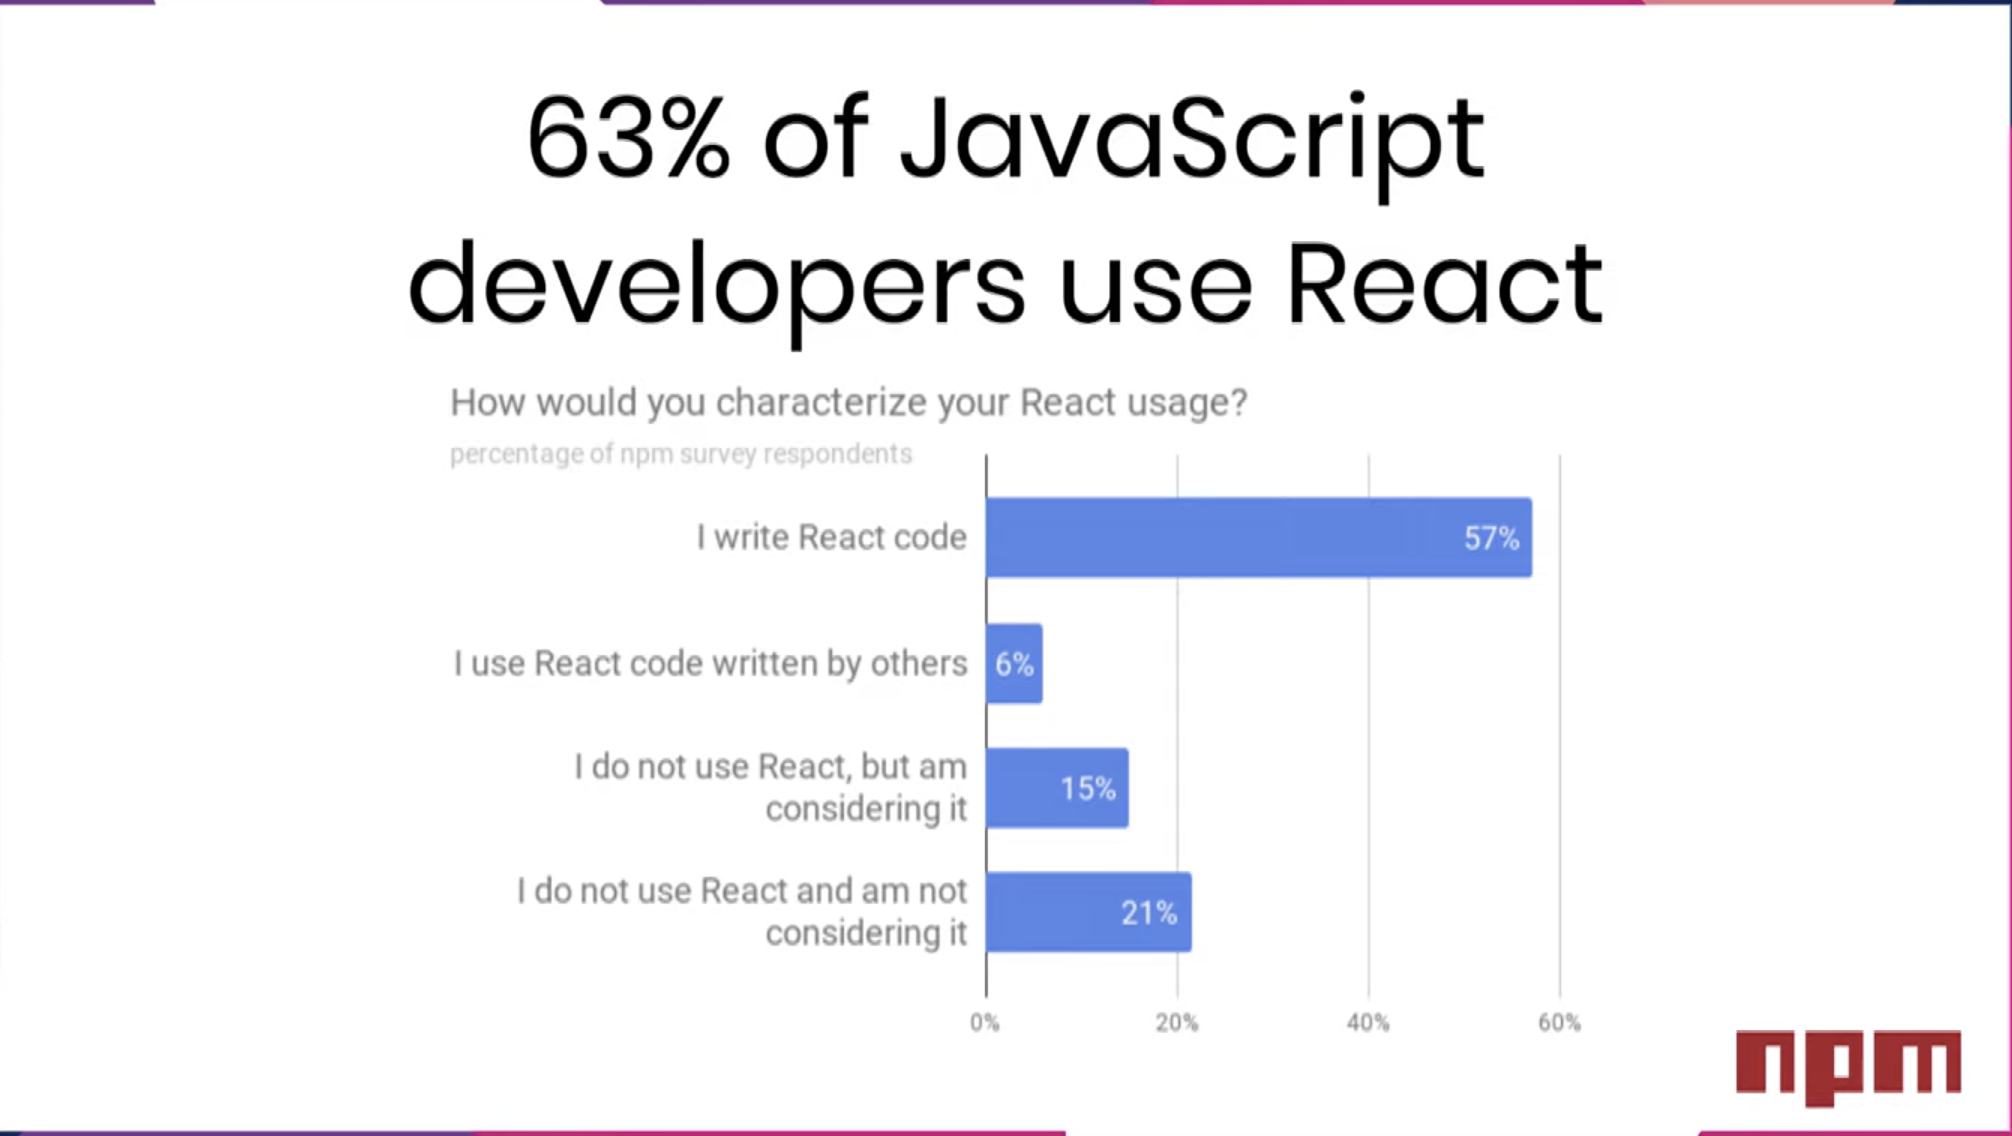 63% of JavaScript
developers use React
How would you characterize your React usage?
percentage of npm survey respondents
I write React code
57%
I use React code written by others
6%
I do not use React, but am
considering it
15%
I do not use React and am not
considering it
21%
0%
20%
40%
60%
npm